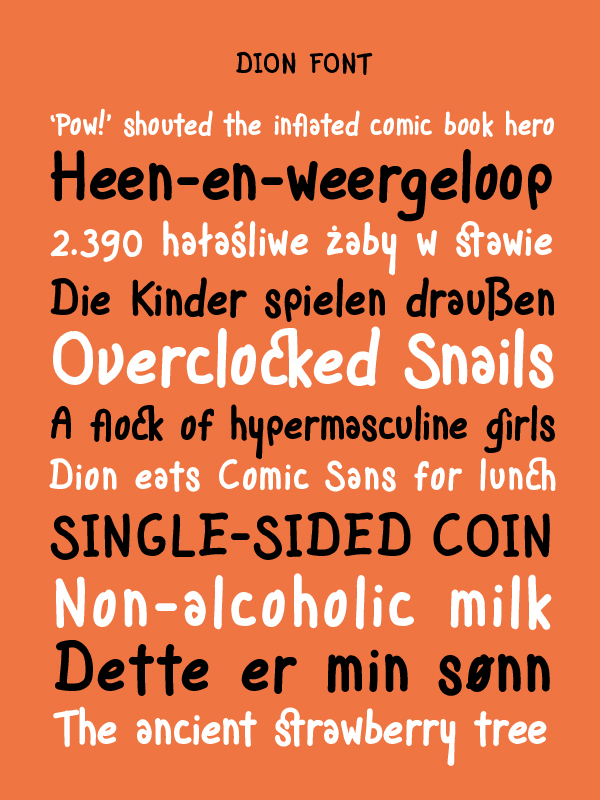 DION FONT
‘Pow!’ shouted the inflated comic book hero
Heen-en-weergeloop
2.390 hałaśliwe żaby w stawie
Die Kinder spielen draußen
Overclocked Snails
A flock of hypermasculine girls
Dion eats Comic Sans for lunch
SINGLE-SIDED COIN
Non-alcoholic milk
Dette er min sønn
The ancient strawberry tree